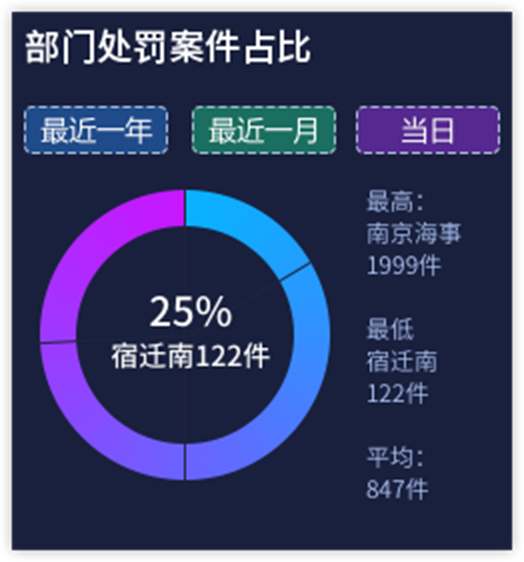 部门处罚案件占比
最近一年 最近一月 当日
25%
宿迁南122件
最高：
南京海事
1999件
最低
宿迁南
122件
平均：
847件